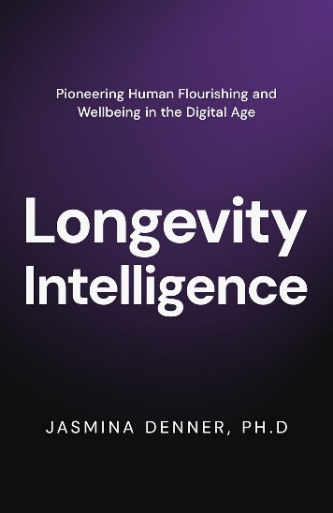 Pioneering Human Flourishing and
Wellbeing in the Digital Age
Longevity
Intelligence
JASMINA DENNER, PH.D